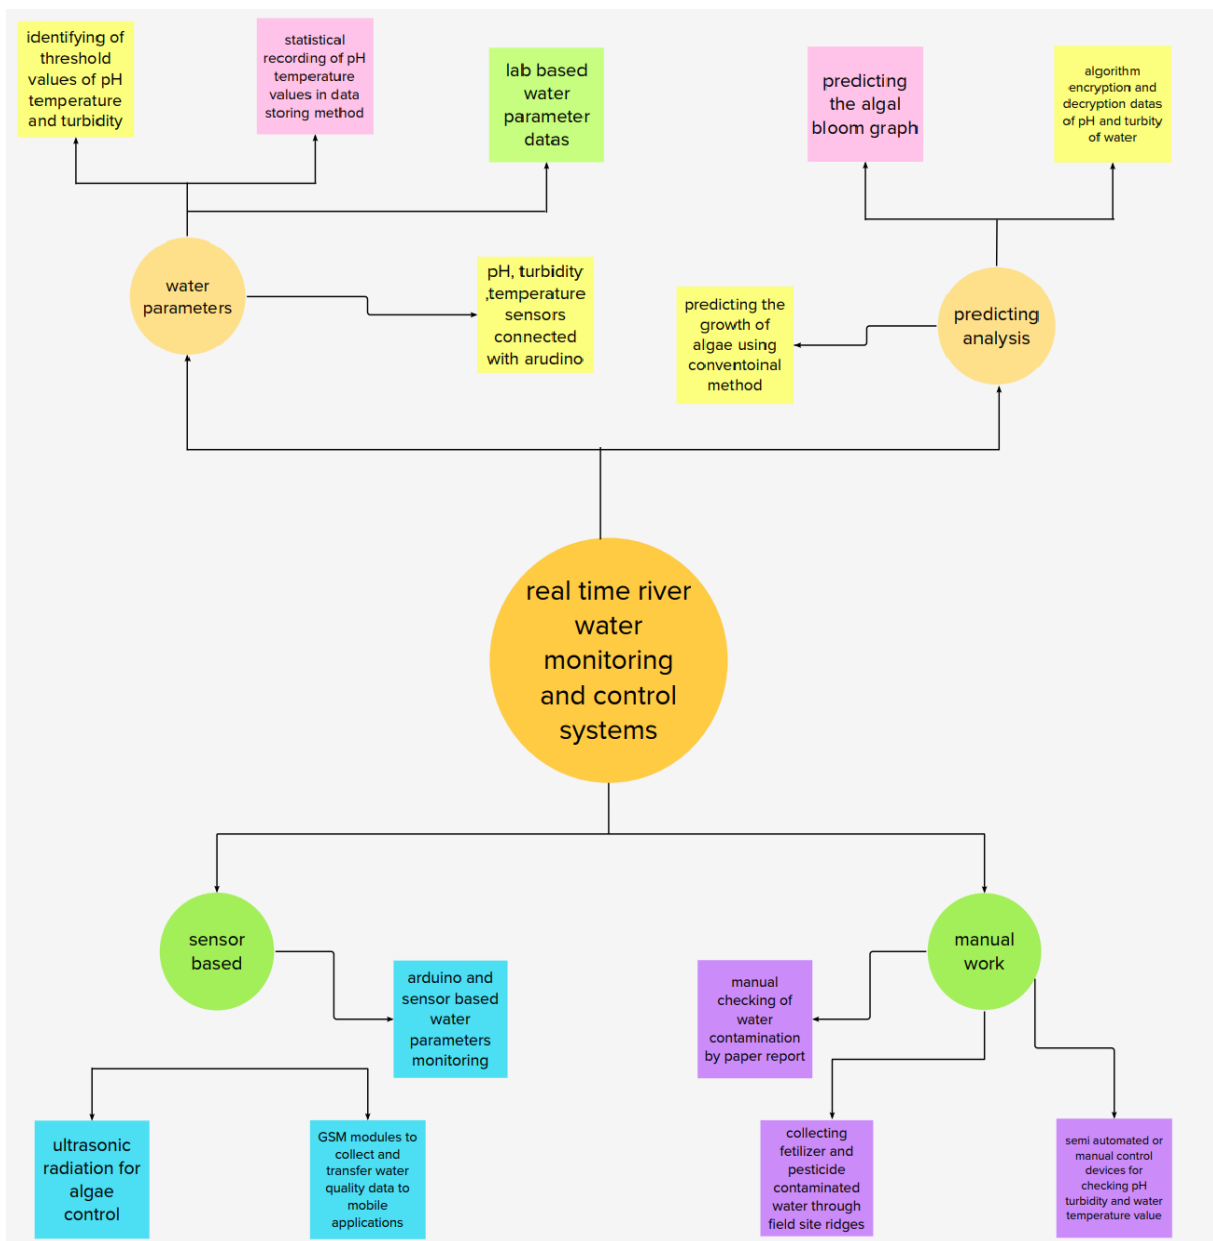 identifying of
threshold
values of pH
temperature
and turbidity
statistical
recording of pH
temperature
values in data
storing method
lab based
water
parameter
datas
predicting
the algal
bloom graph
algorithm
encryption and
decryption datas
of pH and turbity
of water
water
parameters
pH, turbidity
,temperature
sensors
connected
with arudino
predicting the
growth of
algae using
conventoinal
method
predicting
analysis
real time river
water
monitoring
and control
systems
sensor
based
arduino and
sensor based
water
parameters
monitoring
manual
work
manual
checking of
water
contamination
by paper report
ultrasonic
radiation for
algae
control
GSM modules to
collect and
transfer water
quality data to
mobile
applications
collecting
fetilizer and
pesticide
contaminated
water through
field site ridges
semi automated or
manual control
devices for
checking pH
turbidity and water
temperature value